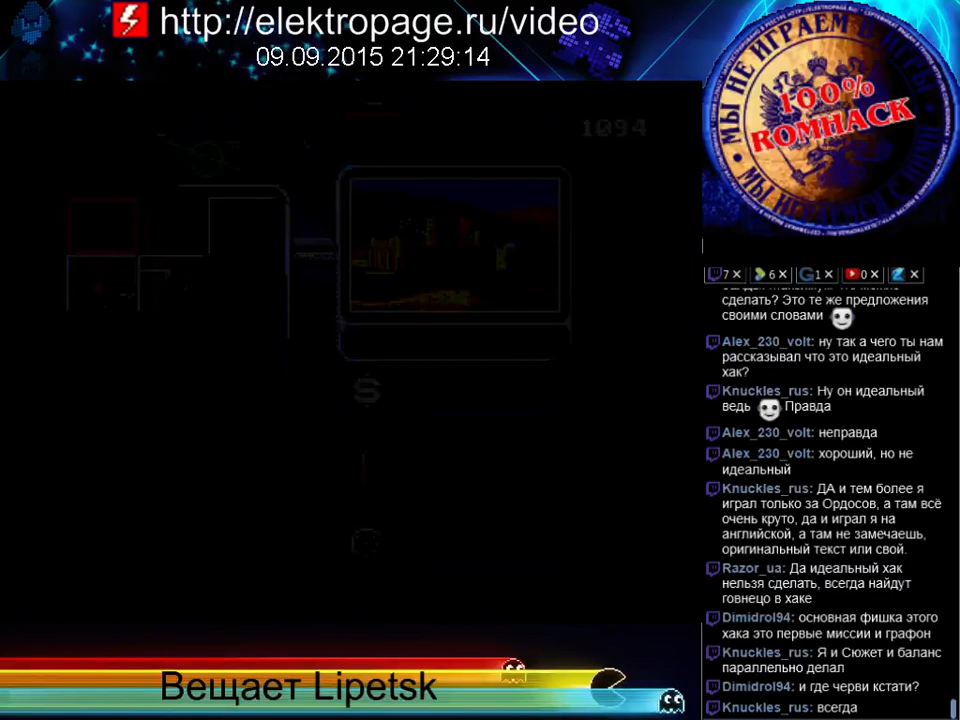 http://elektropage.ru/video
09.09.2015 21:29:14
1094
S
МЫ НЕ ИГРАЕМ В ИГРЫ
100%
ROMHACK
7 6 1 0
сделать? Это те же предложения
своими словами
Alex_230_volt: ну так а чего ты нам
рассказывал что это идеальный
хак?
Knuckles_rus: Ну он идеальный
ведь Правда
Alex_230_volt: неправда
Alex_230_volt: хороший, но не
идеальный
Knuckles_rus: ДА и тем более я
играл только за Ордосов, а там всё
очень круто, да и играл я на
английской, а там не замечаешь,
оригинальный текст или свой.
Razor_ua: Да идеальный хак
нельзя сделать, всегда найдут
говнецо в хаке
Dimidrol94: основная фишка этого
хака это первые миссии и графон
Knuckles_rus: Я и Сюжет и баланс
параллельно делал
Dimidrol94: и где черви кстати?
Knuckles_rus: всегда
Вещает Lipetsk